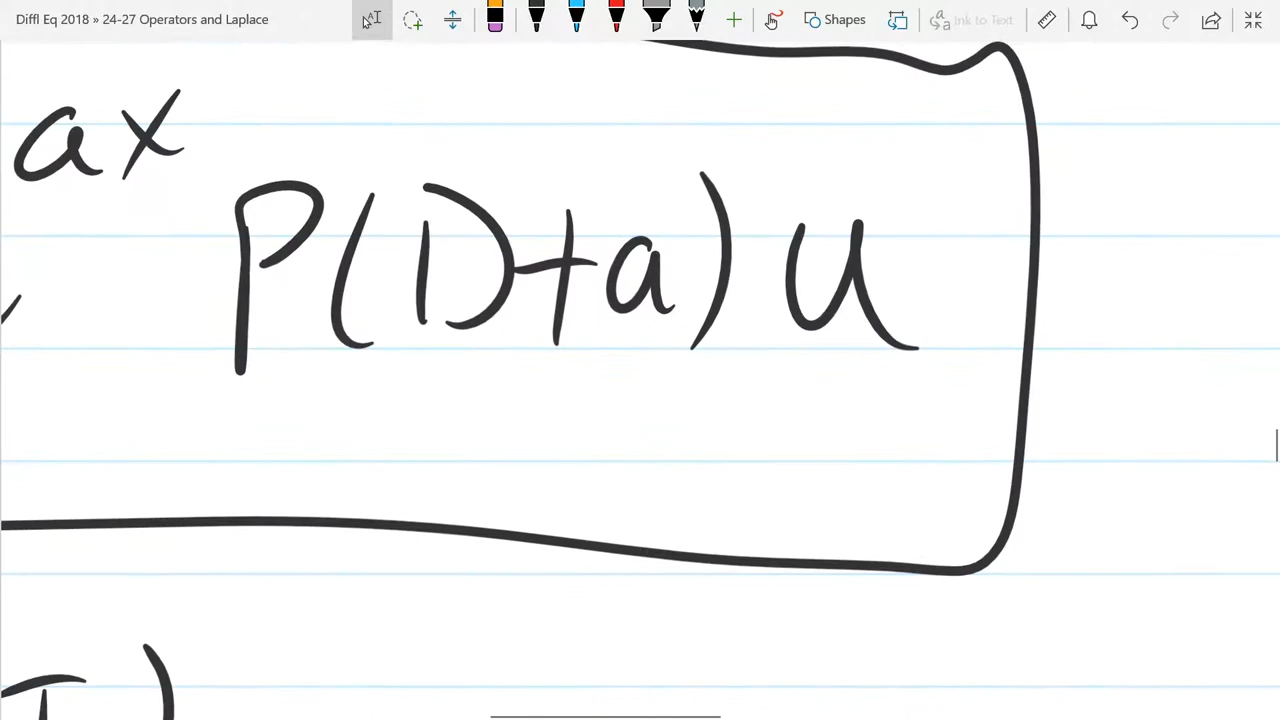 Diffl Eq 2018 » 24-27 Operators and Laplace
Shapes
Ink to Text
ax
P(D+a)u
I)